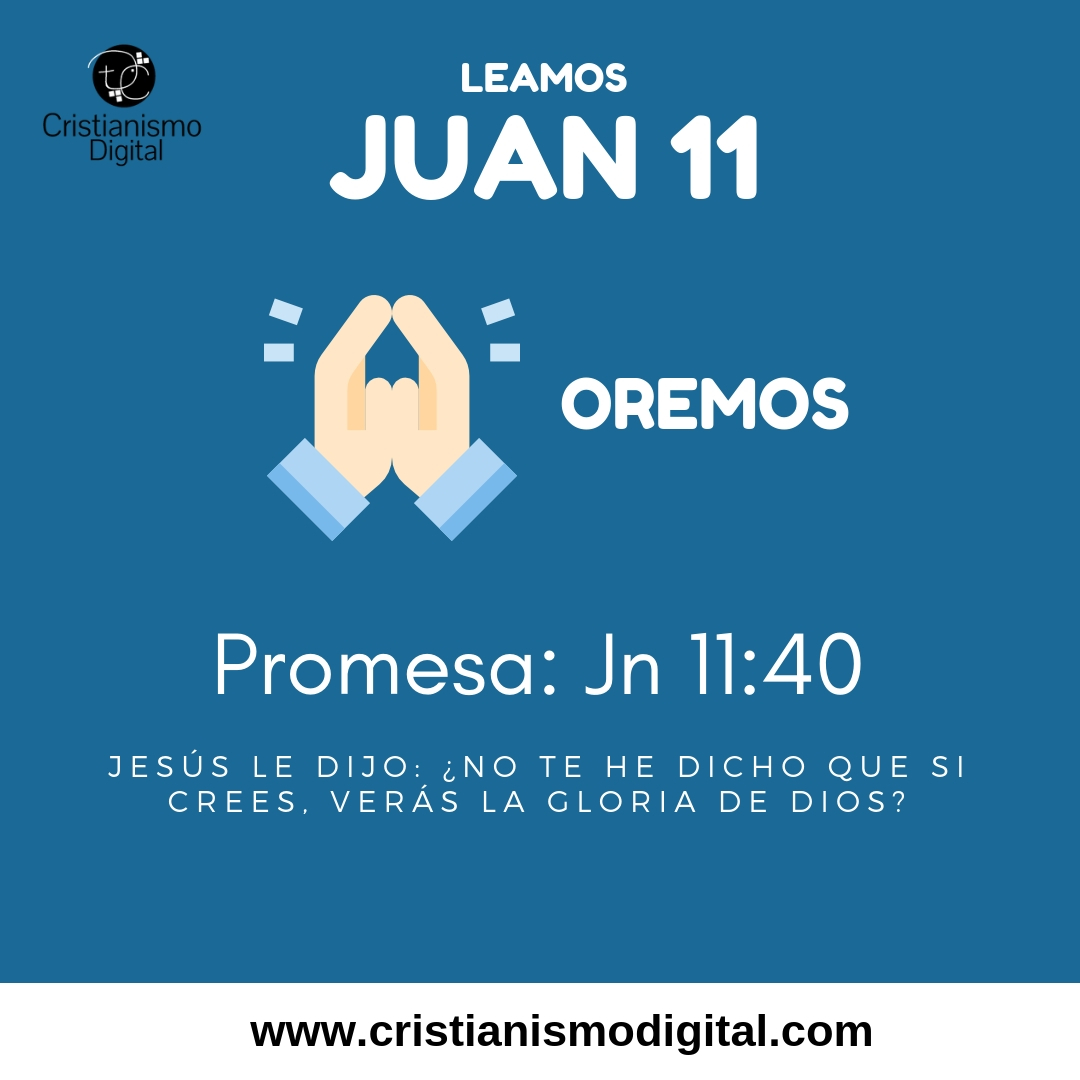 Cristianismo
Digital
LEAMOS
JUAN 11
OREMOS
Promesa: Jn 11:40
JESÚS LE DIJO: ¿NO TE HE DICHO QUE SI
CREES, VERÁS LA GLORIA DE DIOS?
www.cristianismodigital.com